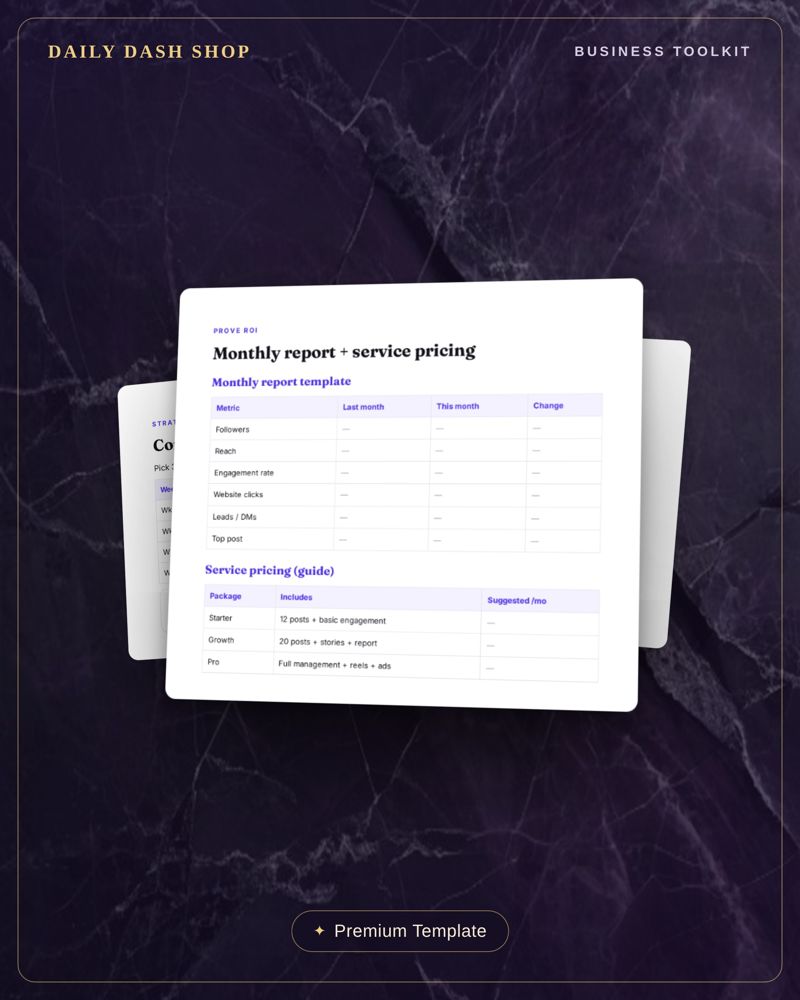 DAILY DASH SHOP
BUSINESS TOOLKIT
PROVE ROI
Monthly report + service pricing
Monthly report template
Metric Last month This month Change
Followers — — —
Reach — — —
Engagement rate — — —
Website clicks — — —
Leads / DMs — — —
Top post — — —
Service pricing (guide)
Package Includes Suggested /mo
Starter 12 posts + basic engagement —
Growth 20 posts + stories + report —
Pro Full management + reels + ads —
Pick
✦ Premium Template